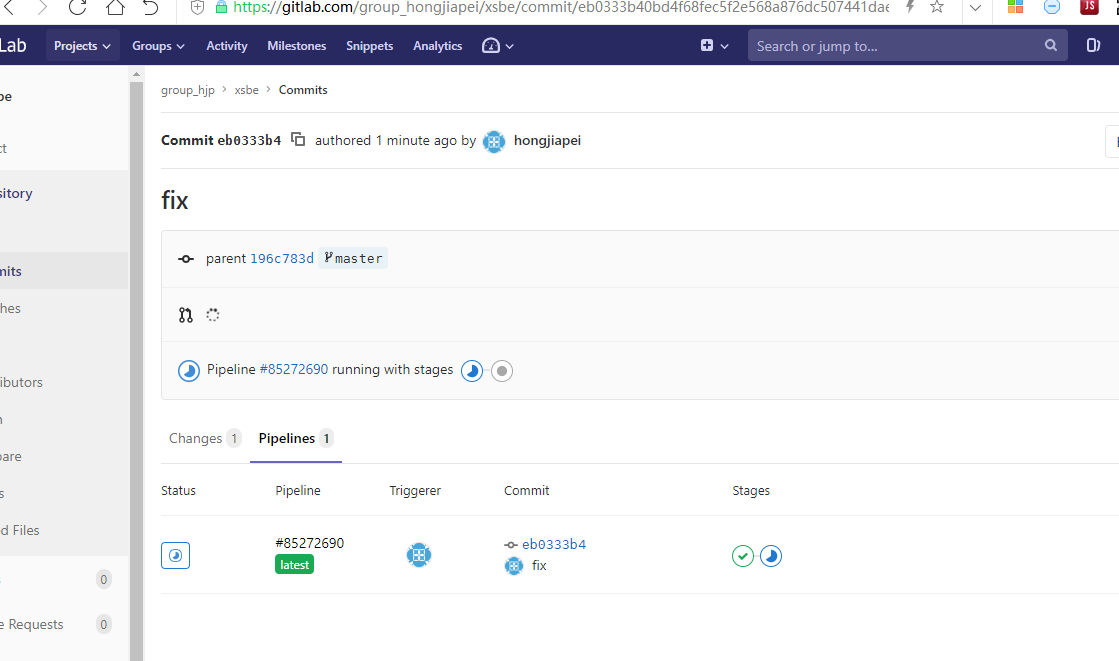 https://gitlab.com/group_hongjiapei/xsbe/commit/eb0333b40bd4f68fec5f2e568a876dc507441dae
JS
Lab Projects Groups Activity Milestones Snippets Analytics Search or jump to...
be
group_hjp › xsbe › Commits
ct
Commit eb0333b4 authored 1 minute ago by hongjiapei
sitory
fix
parent 196c783d master
mits
hes
Pipeline #85272690 running with stages
ibutors
n
Changes 1 Pipelines 1
are
s
Status Pipeline Triggerer Commit Stages
d Files
#85272690 eb0333b4
latest fix
0
e Requests 0